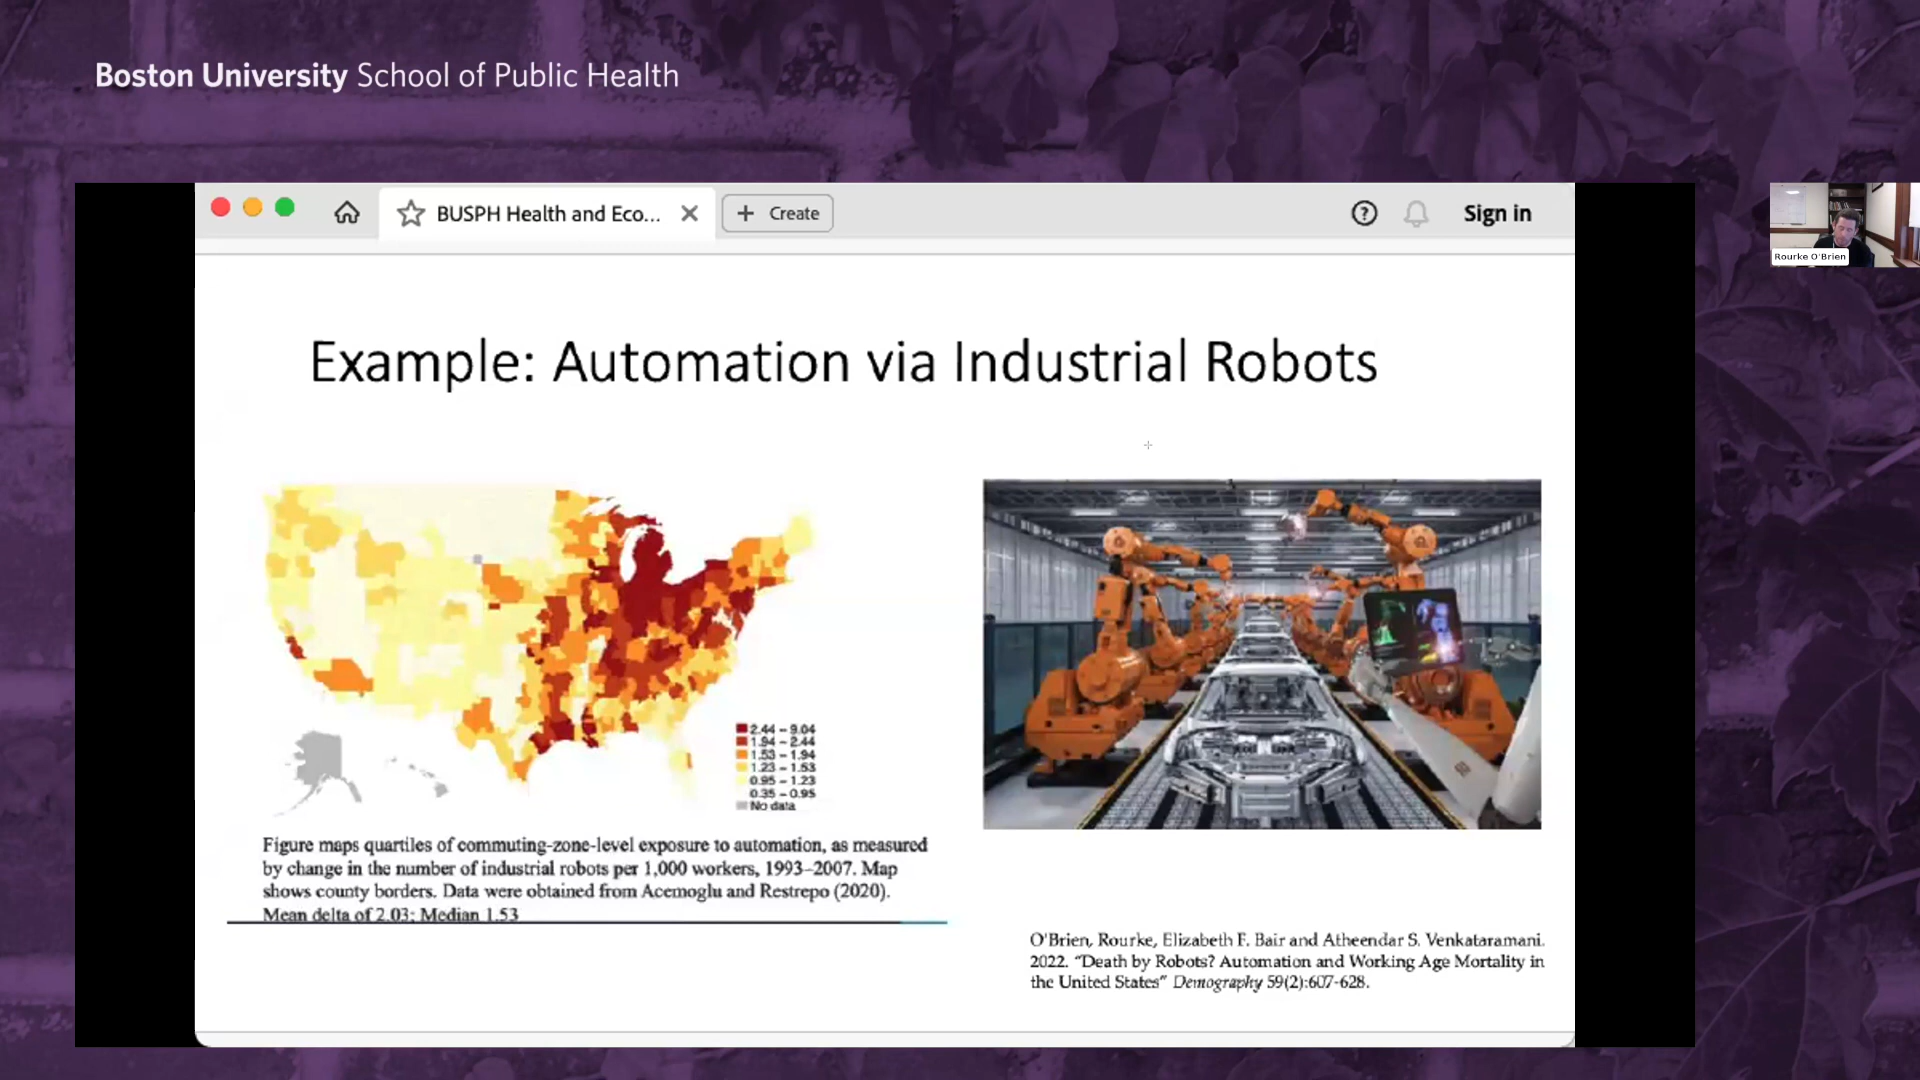 Boston University School of Public Health
BUSPH Health and Eco...
Create
Sign in
Rourke O'Brien
Example: Automation via Industrial Robots
2.44 – 9.04
1.94 – 2.44
1.53 – 1.94
1.23 – 1.53
0.95 – 1.23
0.35 – 0.95
No data
Figure maps quartiles of commuting-zone-level exposure to automation, as measured
by change in the number of industrial robots per 1,000 workers, 1993–2007. Map
shows county borders. Data were obtained from Acemoglu and Restrepo (2020).
Mean delta of 2.03; Median 1.53
O'Brien, Rourke, Elizabeth F. Bair and Atheendar S. Venkataramani.
2022. "Death by Robots? Automation and Working Age Mortality in
the United States" Demography 59(2):607-628.